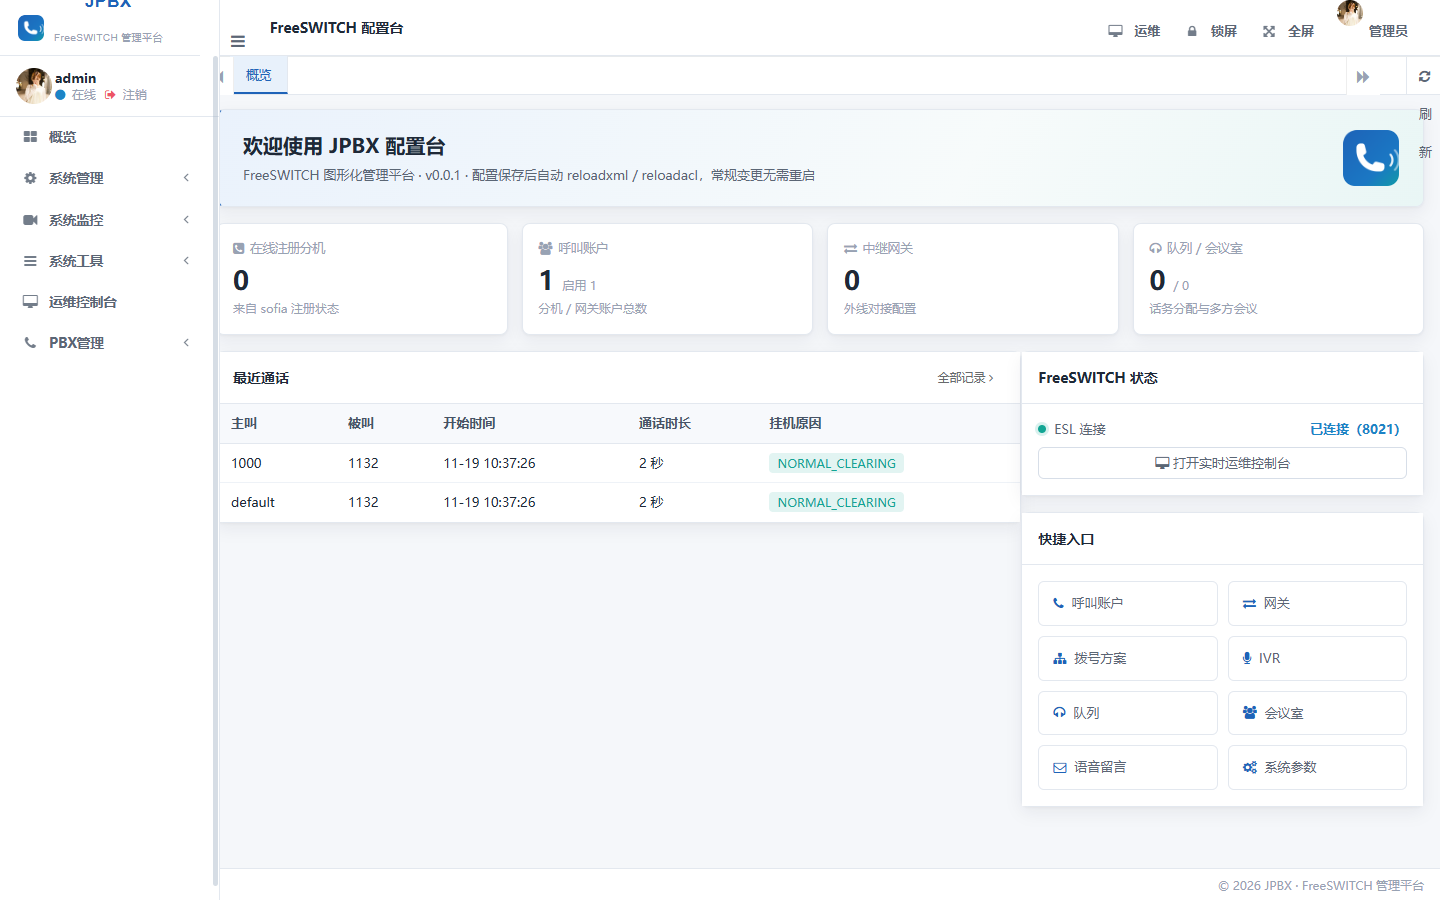 JPBX
FreeSWITCH 管理平台
FreeSWITCH 配置台
运维
锁屏
全屏
管理员
admin
在线
注销
概览
刷新
概览
系统管理
系统监控
系统工具
运维控制台
PBX管理
欢迎使用 JPBX 配置台
FreeSWITCH 图形化管理平台 · v0.0.1 · 配置保存后自动 reloadxml / reloadacl，常规变更无需重启
在线注册分机
0
来自 sofia 注册状态
呼叫账户
1 启用 1
分机 / 网关账户总数
中继网关
0
外线对接配置
队列 / 会议室
0 / 0
话务分配与多方会议
最近通话
全部记录 ›
主叫 被叫 开始时间 通话时长 挂机原因
1000 1132 11-19 10:37:26 2 秒 NORMAL_CLEARING
default 1132 11-19 10:37:26 2 秒 NORMAL_CLEARING
FreeSWITCH 状态
ESL 连接 已连接（8021）
打开实时运维控制台
快捷入口
呼叫账户
网关
拨号方案
IVR
队列
会议室
语音留言
系统参数
© 2026 JPBX · FreeSWITCH 管理平台